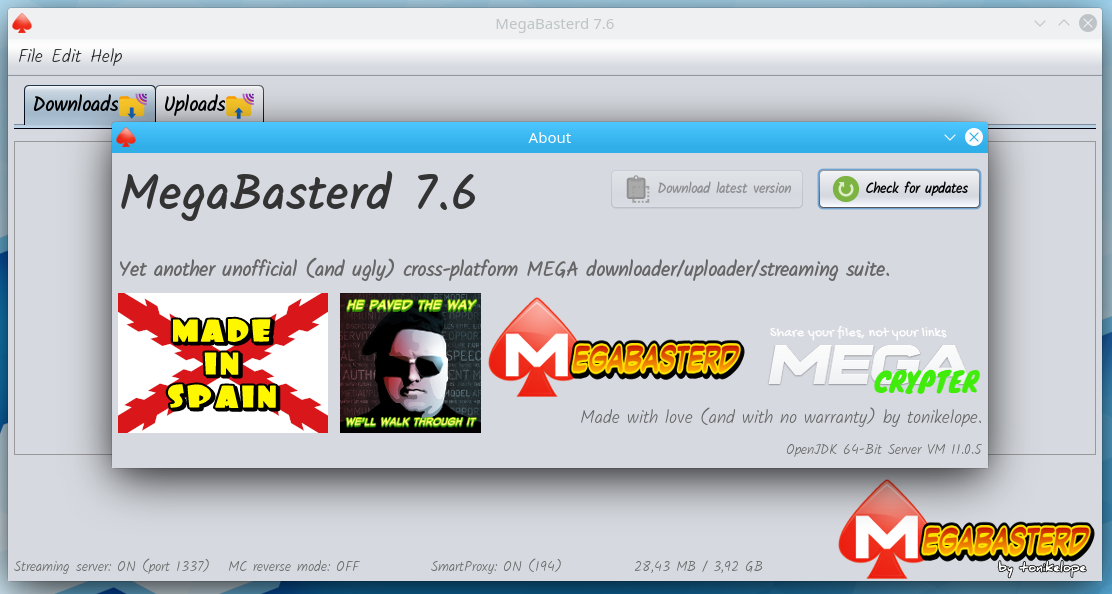 MegaBasterd 7.6
File Edit Help
Downloads Uploads
About
MegaBasterd 7.6
Download latest version
Check for updates
Yet another unofficial (and ugly) cross-platform MEGA downloader/uploader/streaming suite.
MADE
IN
SPAIN
HE PAVED THE WAY
WE'LL WALK THROUGH IT
MEGABASTERD
Share your files, not your links
MEGA
CRYPTER
Made with love (and with no warranty) by tonikelope.
OpenJDK 64-Bit Server VM 11.0.5
MEGABASTERD
by tonikelope
Streaming server: ON (port 1337) MC reverse mode: OFF SmartProxy: ON (194) 28,43 MB / 3,92 GB